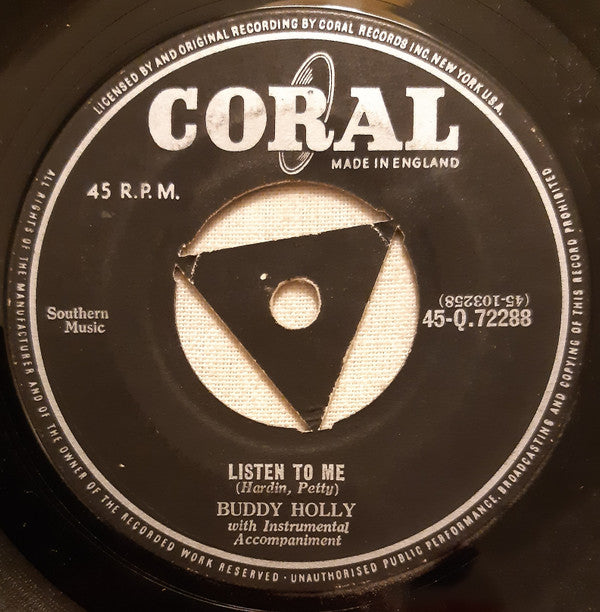 LICENSED BY AND ORIGINAL RECORDING BY CORAL RECORDS INC. NEW YORK U.S.A.
CORAL
MADE IN ENGLAND
45 R.P.M.
Southern
Music
(45-103258)
45-Q.72288
LISTEN TO ME
(Hardin, Petty)
BUDDY HOLLY
with Instrumental
Accompaniment
ALL RIGHTS OF THE MANUFACTURER AND OF THE OWNER OF THE RECORDED WORK RESERVED · UNAUTHORISED PUBLIC PERFORMANCE, BROADCASTING AND COPYING OF THIS RECORD PROHIBITED